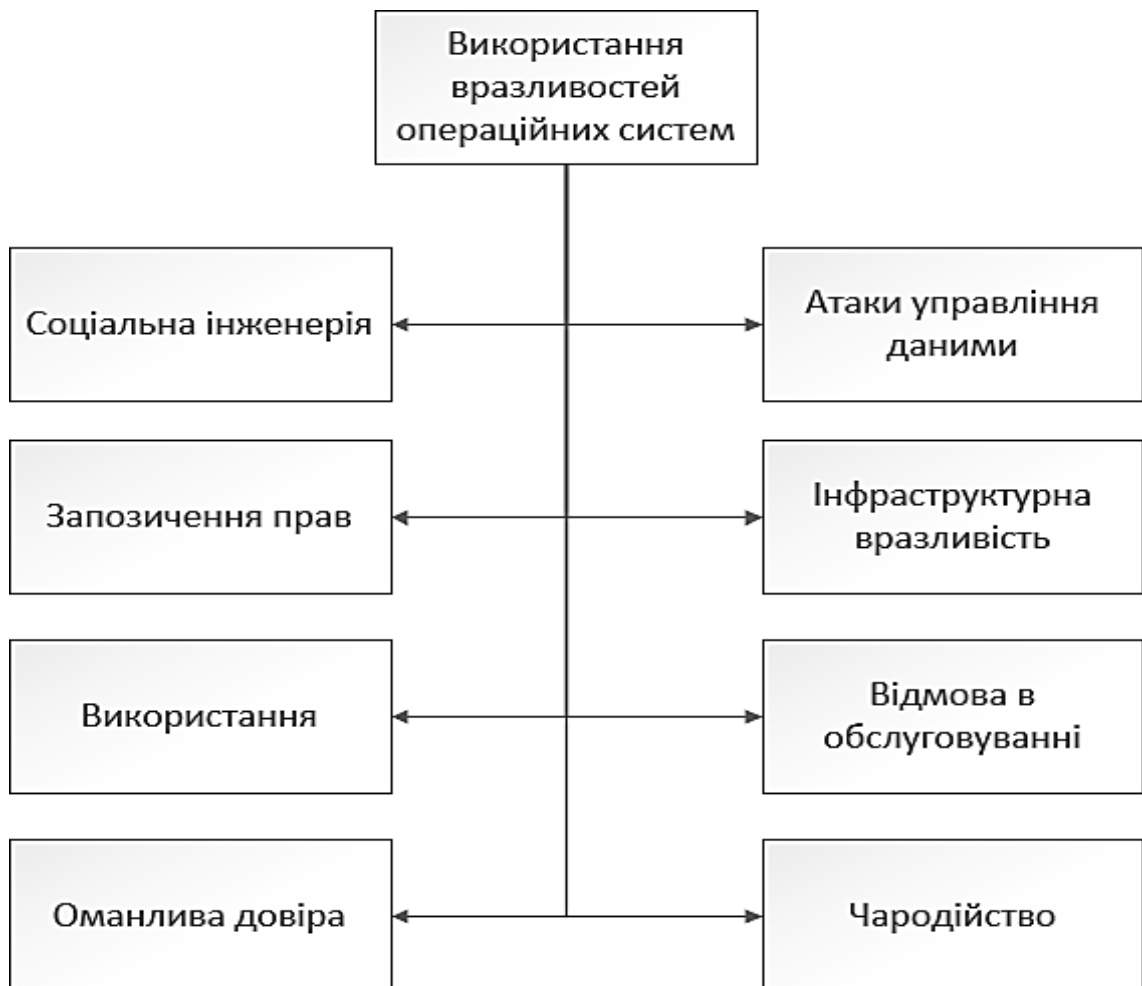 Використання
вразливостей
операційних систем
Соціальна інженерія
Атаки управління
даними
Запозичення прав
Інфраструктурна
вразливість
Використання
Відмова в
обслуговуванні
Оманлива довіра
Чародійство